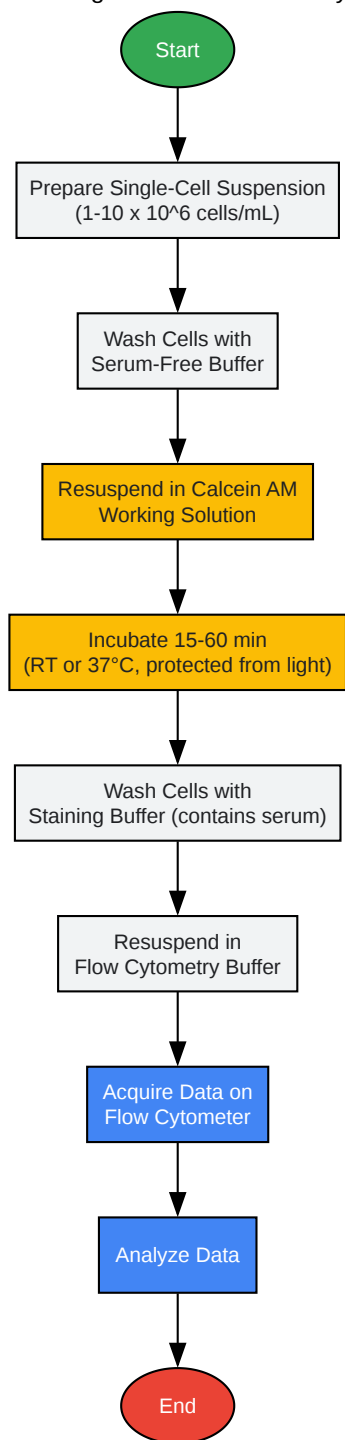 Start
Prepare Single-Cell Suspension
(1-10 x 10^6 cells/mL)
Wash Cells with
Serum-Free Buffer
Resuspend in Calcein AM
Working Solution
Incubate 15-60 min
(RT or 37°C, protected from light)
Wash Cells with
Staining Buffer (contains serum)
Resuspend in
Flow Cytometry Buffer
Acquire Data on
Flow Cytometer
Analyze Data
End